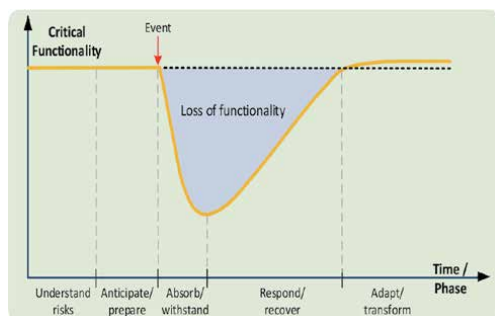 Event
Critical
Functionality
Loss of functionality
Time /
Phase
Understand
risks
Anticipate/
prepare
Absorb/
withstand
Respond/
recover
Adapt/
transform